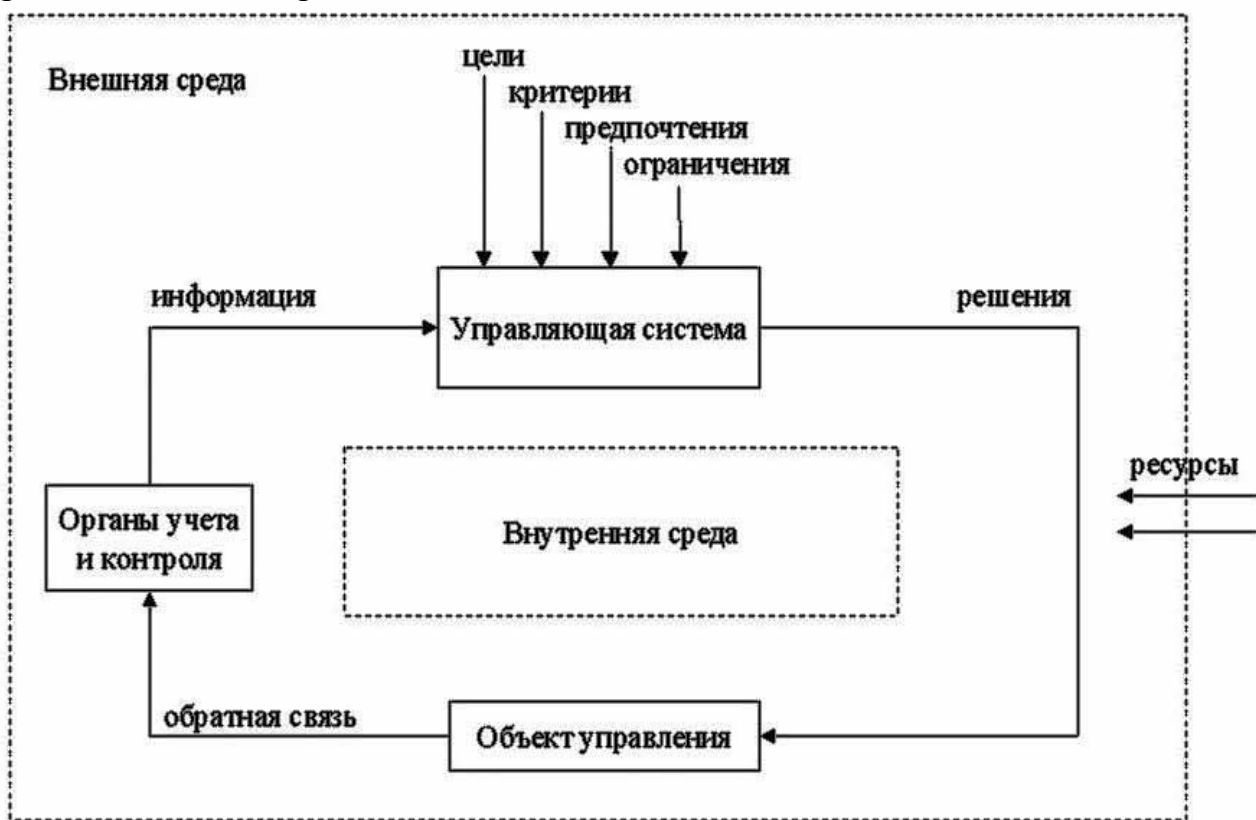 цели
Внешняя среда
критерии
предпочтения
ограничения
информация
решения
Управляющая система
ресурсы
Органы учета
и контроля
Внутренняя среда
обратная связь
Объект управления